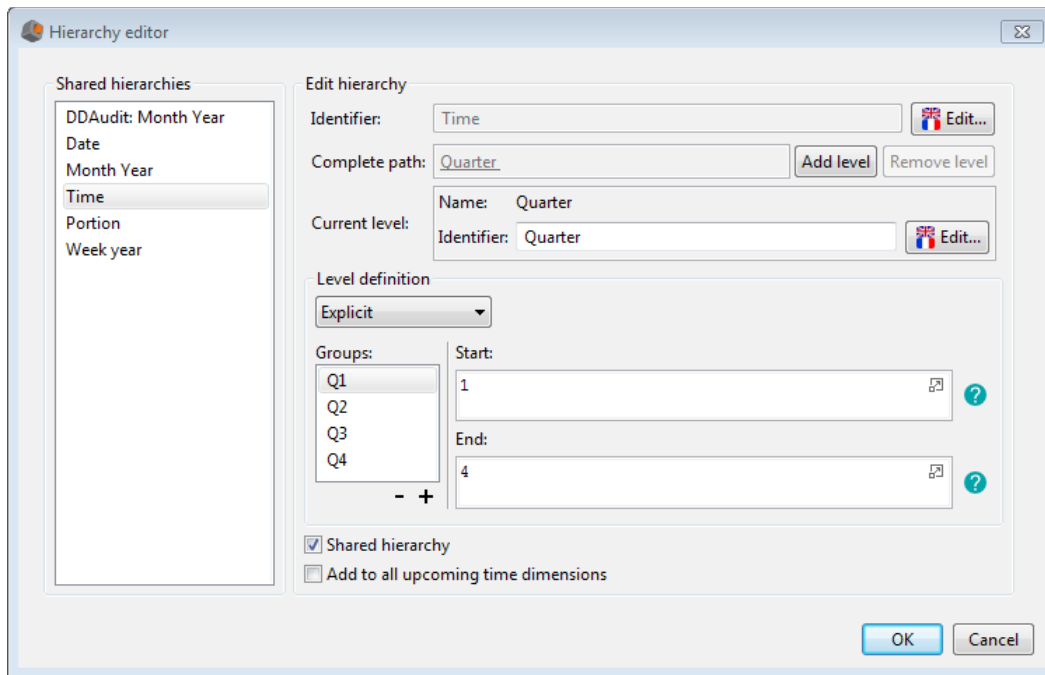 Hierarchy editor
Shared hierarchies
DDAudit: Month Year
Date
Month Year
Time
Portion
Week year
Edit hierarchy
Identifier: Time Edit...
Complete path: Quarter Add level Remove level
Current level:
Name: Quarter
Identifier: Quarter Edit...
Level definition
Explicit
Groups:
Q1
Q2
Q3
Q4
- +
Start:
1
?
End:
4
?
Shared hierarchy
Add to all upcoming time dimensions
OK Cancel